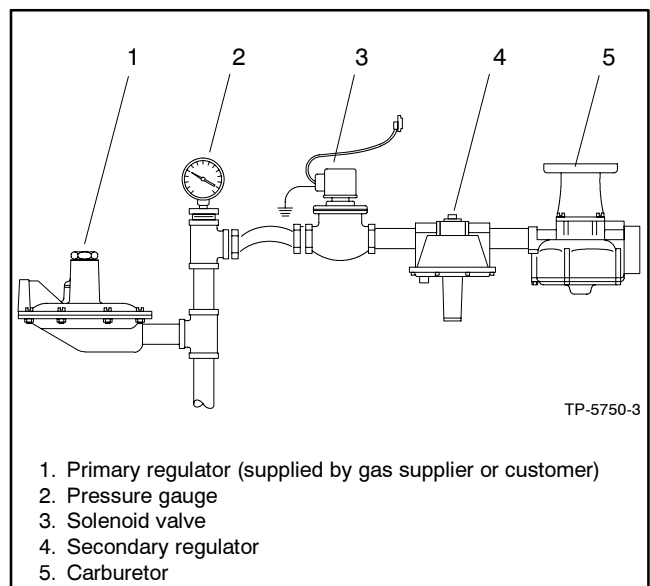 1 2 3 4 5
TP-5750-3
1. Primary regulator (supplied by gas supplier or customer)
2. Pressure gauge
3. Solenoid valve
4. Secondary regulator
5. Carburetor